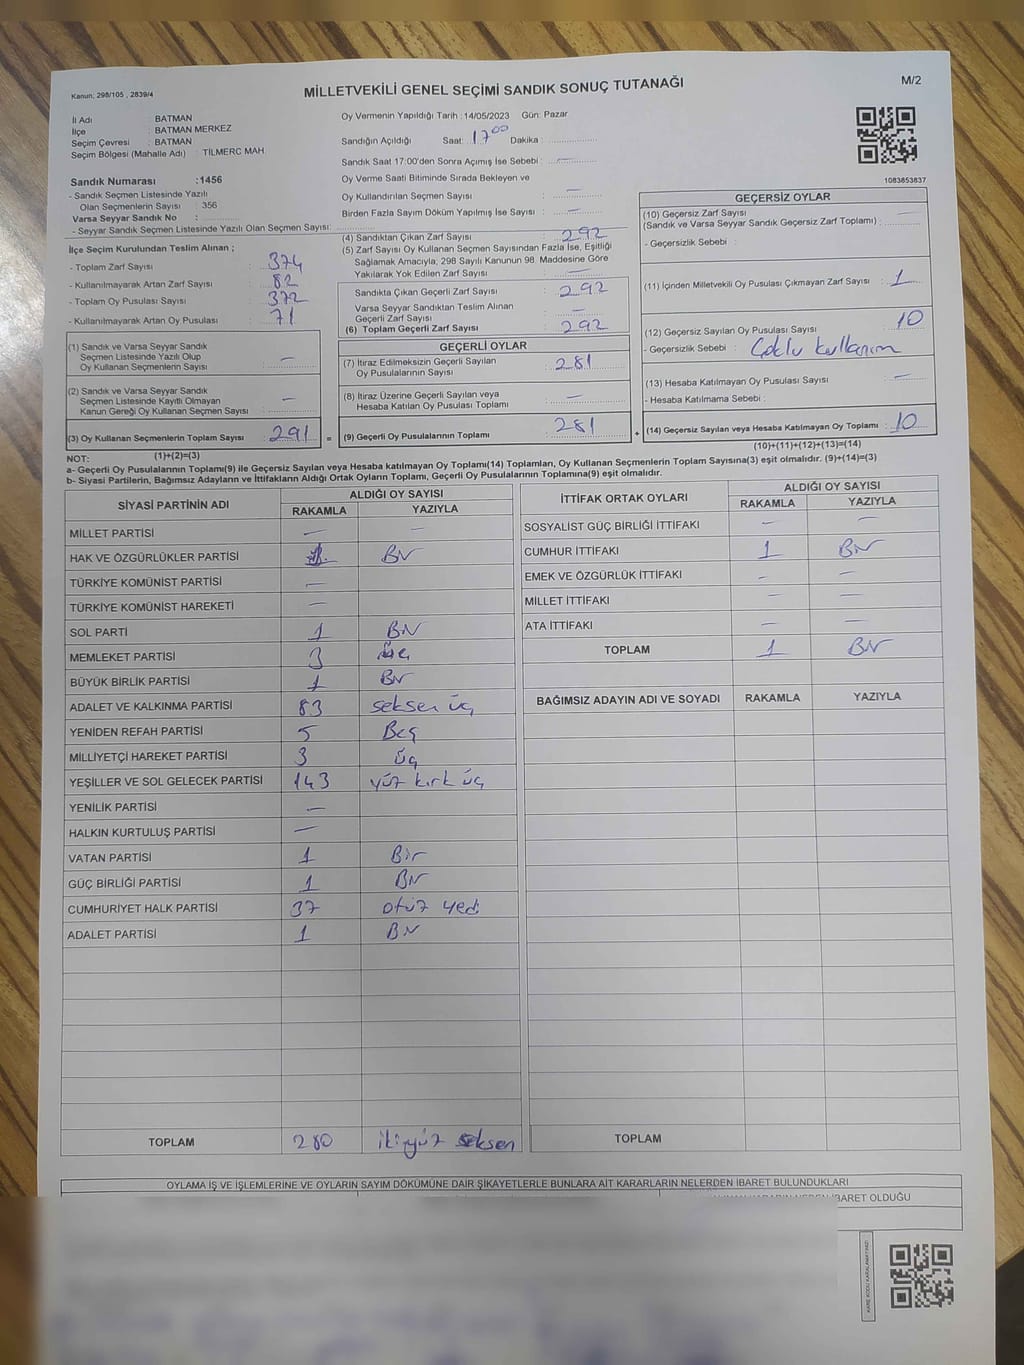 Kanun: 298/105 , 2839/4
MİLLETVEKİLİ GENEL SEÇİMİ SANDIK SONUÇ TUTANAĞI
M/2
İl Adı : BATMAN
İlçe : BATMAN MERKEZ
Seçim Çevresi : BATMAN
Seçim Bölgesi (Mahalle Adı) : TİLMERC MAH
Oy Vermenin Yapıldığı Tarih :14/05/2023 Gün: Pazar
Sandığın Açıldığı Saat: 17⁰⁰ Dakika :
Sandık Saat 17:00'den Sonra Açımış İse Sebebi : —
Oy Verme Saati Bitiminde Sırada Bekleyen ve
Oy Kullandırılan Seçmen Sayısı : —
Birden Fazla Sayım Döküm Yapılmış İse Sayısı : —
1083853837
Sandık Numarası :1456
- Sandık Seçmen Listesinde Yazılı
Olan Seçmenlerin Sayısı : 356
Varsa Seyyar Sandık No :
- Seyyar Sandık Seçmen Listesinde Yazılı Olan Seçmen Sayısı:
İlçe Seçim Kurulundan Teslim Alınan ;
- Toplam Zarf Sayısı : 374
- Kullanılmayarak Artan Zarf Sayısı : 82
- Toplam Oy Pusulası Sayısı : 372
- Kullanılmayarak Artan Oy Pusulası : 71
(4) Sandıktan Çıkan Zarf Sayısı : 292
(5) Zarf Sayısı Oy Kullanan Seçmen Sayısından Fazla İse, Eşitliği
Sağlamak Amacıyla; 298 Sayılı Kanunun 98. Maddesine Göre
Yakılarak Yok Edilen Zarf Sayısı : —
Sandıkta Çıkan Geçerli Zarf Sayısı : 292
Varsa Seyyar Sandıktan Teslim Alınan
Geçerli Zarf Sayısı : —
(6) Toplam Geçerli Zarf Sayısı : 292
GEÇERSİZ OYLAR
(10) Geçersiz Zarf Sayısı —
(Sandık ve Varsa Seyyar Sandık Geçersiz Zarf Toplamı) :
- Geçersizlik Sebebi :
(11) İçinden Milletvekili Oy Pusulası Çıkmayan Zarf Sayısı : 1
(12) Geçersiz Sayılan Oy Pusulası Sayısı : 10
- Geçersizlik Sebebi : Çoklu kullanım
(13) Hesaba Katılmayan Oy Pusulası Sayısı : —
- Hesaba Katılmama Sebebi :
(14) Geçersiz Sayılan veya Hesaba Katılmayan Oy Toplamı : 10
(10)+(11)+(12)+(13)=(14)
(1) Sandık ve Varsa Seyyar Sandık
Seçmen Listesinde Yazılı Olup
Oy Kullanan Seçmenlerin Sayısı : —
(2) Sandık ve Varsa Seyyar Sandık
Seçmen Listesinde Kayıtlı Olmayan
Kanun Gereği Oy Kullanan Seçmen Sayısı : —
(3) Oy Kullanan Seçmenlerin Toplam Sayısı : 291 =
(1)+(2)=(3)
GEÇERLİ OYLAR
(7) İtiraz Edilmeksizin Geçerli Sayılan
Oy Pusulalarının Sayısı : 281
(8) İtiraz Üzerine Geçerli Sayılan veya
Hesaba Katılan Oy Pusulası Toplamı : —
(9) Geçerli Oy Pusulalarının Toplamı : 281 +
NOT:
a- Geçerli Oy Pusulalarının Toplamı(9) ile Geçersiz Sayılan veya Hesaba katılmayan Oy Toplamı(14) Toplamları, Oy Kullanan Seçmenlerin Toplam Sayısına(3) eşit olmalıdır. (9)+(14)=(3)
b- Siyasi Partilerin, Bağımsız Adayların ve İttifakların Aldığı Ortak Oyların Toplamı, Geçerli Oy Pusulalarının Toplamına(9) eşit olmalıdır.
SİYASİ PARTİNİN ADI ALDIĞI OY SAYISI
RAKAMLA YAZIYLA
MİLLET PARTİSİ — —
HAK VE ÖZGÜRLÜKLER PARTİSİ 1 Bir
TÜRKİYE KOMÜNİST PARTİSİ —
TÜRKİYE KOMÜNİST HAREKETİ —
SOL PARTİ 1 Bir
MEMLEKET PARTİSİ 3 üç
BÜYÜK BİRLİK PARTİSİ 1 Bir
ADALET VE KALKINMA PARTİSİ 83 seksen üç
YENİDEN REFAH PARTİSİ 5 Beş
MİLLİYETÇİ HAREKET PARTİSİ 3 üç
YEŞİLLER VE SOL GELECEK PARTİSİ 143 yüz kırk üç
YENİLİK PARTİSİ —
HALKIN KURTULUŞ PARTİSİ —
VATAN PARTİSİ 1 Bir
GÜÇ BİRLİĞİ PARTİSİ 1 Bir
CUMHURİYET HALK PARTİSİ 37 otuz yedi
ADALET PARTİSİ 1 Bir
TOPLAM 280 ikiyüz seksen
İTTİFAK ORTAK OYLARI ALDIĞI OY SAYISI
RAKAMLA YAZIYLA
SOSYALİST GÜÇ BİRLİĞİ İTTİFAKI — —
CUMHUR İTTİFAKI 1 Bir
EMEK VE ÖZGÜRLÜK İTTİFAKI — —
MİLLET İTTİFAKI — —
ATA İTTİFAKI — —
TOPLAM 1 Bir
BAĞIMSIZ ADAYIN ADI VE SOYADI RAKAMLA YAZIYLA
TOPLAM
OYLAMA İŞ VE İŞLEMLERİNE VE OYLARIN SAYIM DÖKÜMÜNE DAİR ŞİKAYETLERLE BUNLARA AİT KARARLARIN NELERDEN İBARET BULUNDUKLARI
İBARET OLDUĞU